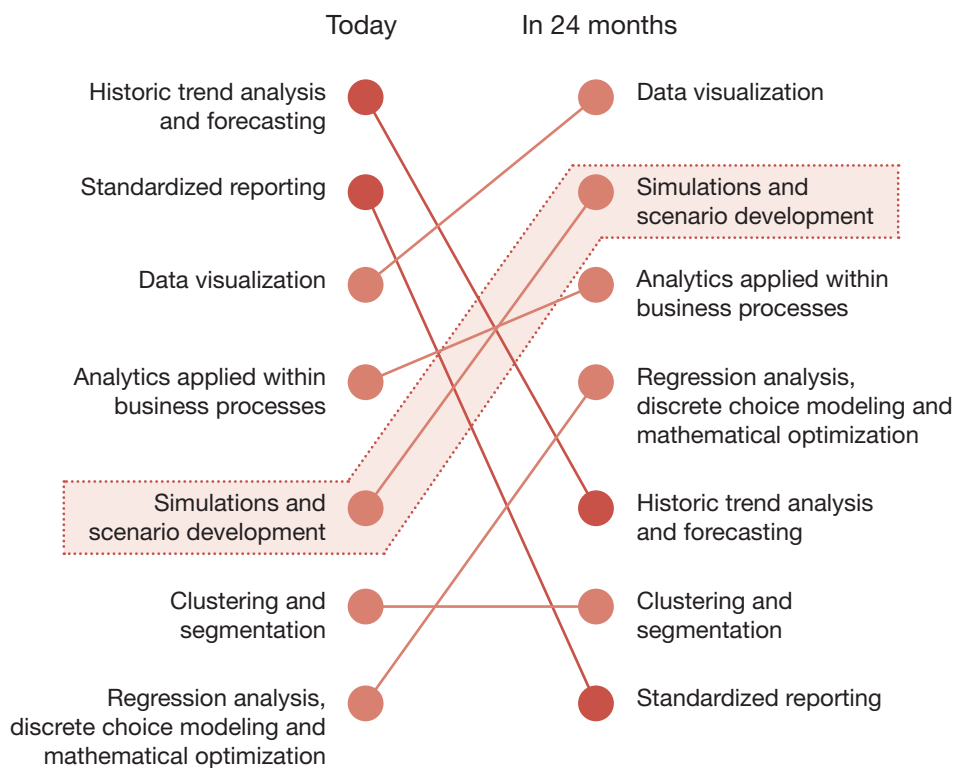 Today
In 24 months
Historic trend analysis
and forecasting
Standardized reporting
Data visualization
Analytics applied within
business processes
Simulations and
scenario development
Clustering and
segmentation
Regression analysis,
discrete choice modeling and
mathematical optimization
Data visualization
Simulations and
scenario development
Analytics applied within
business processes
Regression analysis,
discrete choice modeling and
mathematical optimization
Historic trend analysis
and forecasting
Clustering and
segmentation
Standardized reporting